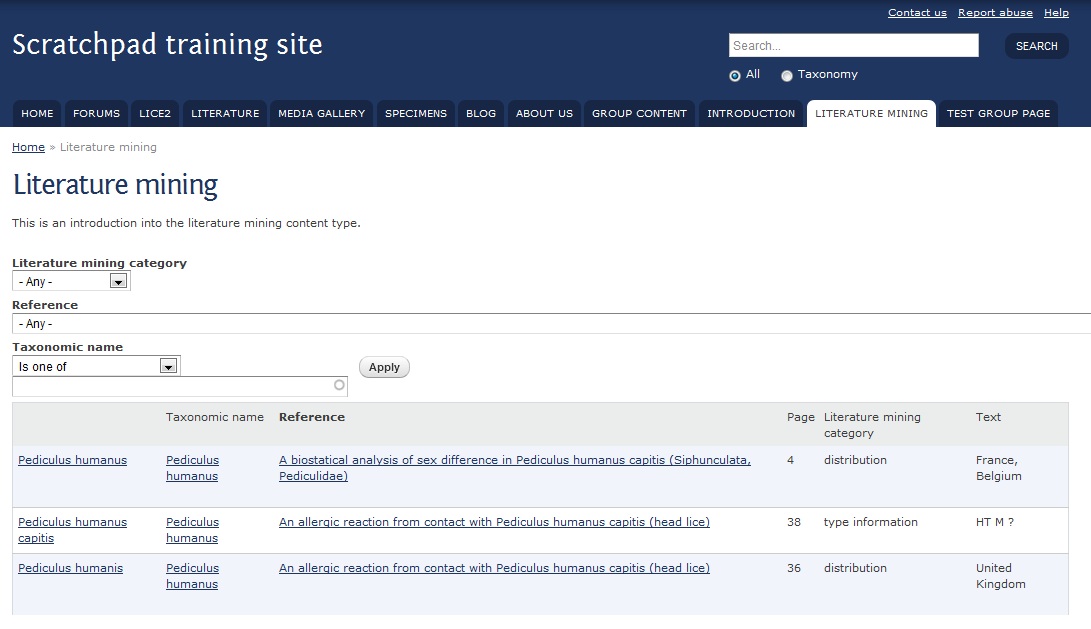 Contact us Report abuse Help
Scratchpad training site
Search...
SEARCH
All Taxonomy
HOME FORUMS LICE2 LITERATURE MEDIA GALLERY SPECIMENS BLOG ABOUT US GROUP CONTENT INTRODUCTION LITERATURE MINING TEST GROUP PAGE
Home » Literature mining
Literature mining
This is an introduction into the literature mining content type.
Literature mining category
- Any -
Reference
- Any -
Taxonomic name
Is one of
Apply
Taxonomic name Reference Page Literature mining Text
category
Pediculus humanus Pediculus A biostatical analysis of sex difference in Pediculus humanus capitis (Siphunculata, 4 distribution France,
humanus Pediculidae) Belgium
Pediculus humanus Pediculus An allergic reaction from contact with Pediculus humanus capitis (head lice) 38 type information HT M ?
capitis humanus
Pediculus humanis Pediculus An allergic reaction from contact with Pediculus humanus capitis (head lice) 36 distribution United
humanus Kingdom